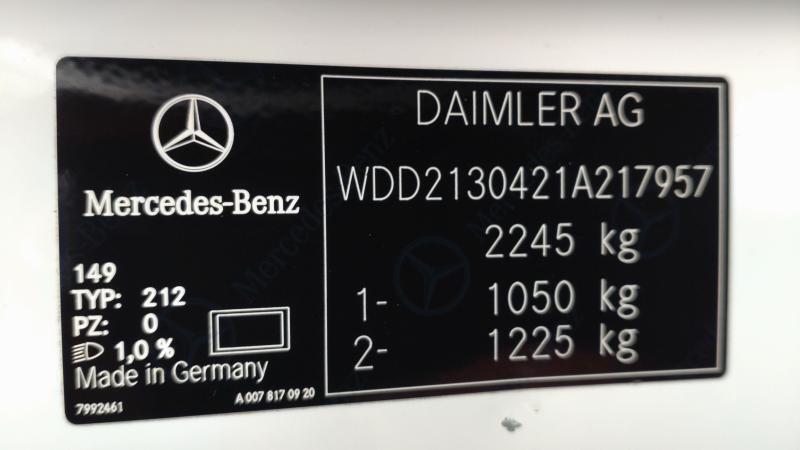 Mercedes-Benz
149
TYP: 212
PZ: 0
1,0 %
Made in Germany
7992461
A 007 817 09 20
DAIMLER AG
WDD2130421A217957
2245 kg
1- 1050 kg
2- 1225 kg